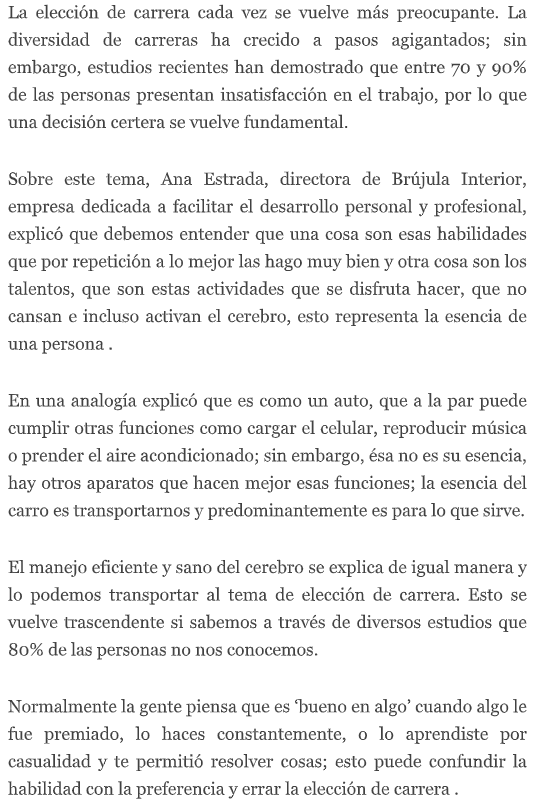 La elección de carrera cada vez se vuelve más preocupante. La
diversidad de carreras ha crecido a pasos agigantados; sin
embargo, estudios recientes han demostrado que entre 70 y 90%
de las personas presentan insatisfacción en el trabajo, por lo que
una decisión certera se vuelve fundamental.
Sobre este tema, Ana Estrada, directora de Brújula Interior,
empresa dedicada a facilitar el desarrollo personal y profesional,
explicó que debemos entender que una cosa son esas habilidades
que por repetición a lo mejor las hago muy bien y otra cosa son los
talentos, que son estas actividades que se disfruta hacer, que no
cansan e incluso activan el cerebro, esto representa la esencia de
una persona .
En una analogía explicó que es como un auto, que a la par puede
cumplir otras funciones como cargar el celular, reproducir música
o prender el aire acondicionado; sin embargo, ésa no es su esencia,
hay otros aparatos que hacen mejor esas funciones; la esencia del
carro es transportarnos y predominantemente es para lo que sirve.
El manejo eficiente y sano del cerebro se explica de igual manera y
lo podemos transportar al tema de elección de carrera. Esto se
vuelve trascendente si sabemos a través de diversos estudios que
80% de las personas no nos conocemos.
Normalmente la gente piensa que es ‘bueno en algo’ cuando algo le
fue premiado, lo haces constantemente, o lo aprendiste por
casualidad y te permitió resolver cosas; esto puede confundir la
habilidad con la preferencia y errar la elección de carrera .